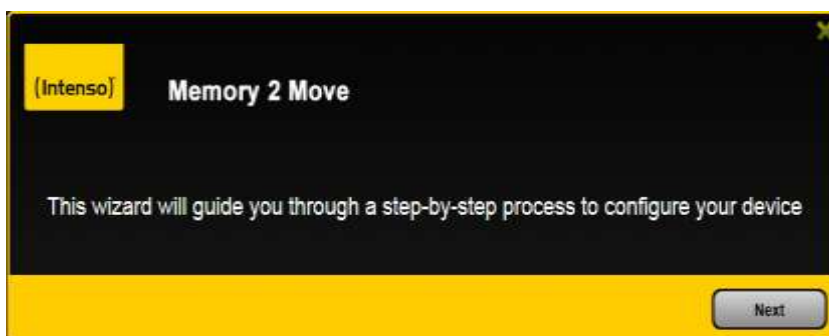 (intenso)
Memory 2 Move
This wizard will guide you through a step-by-step process to configure your device
Next